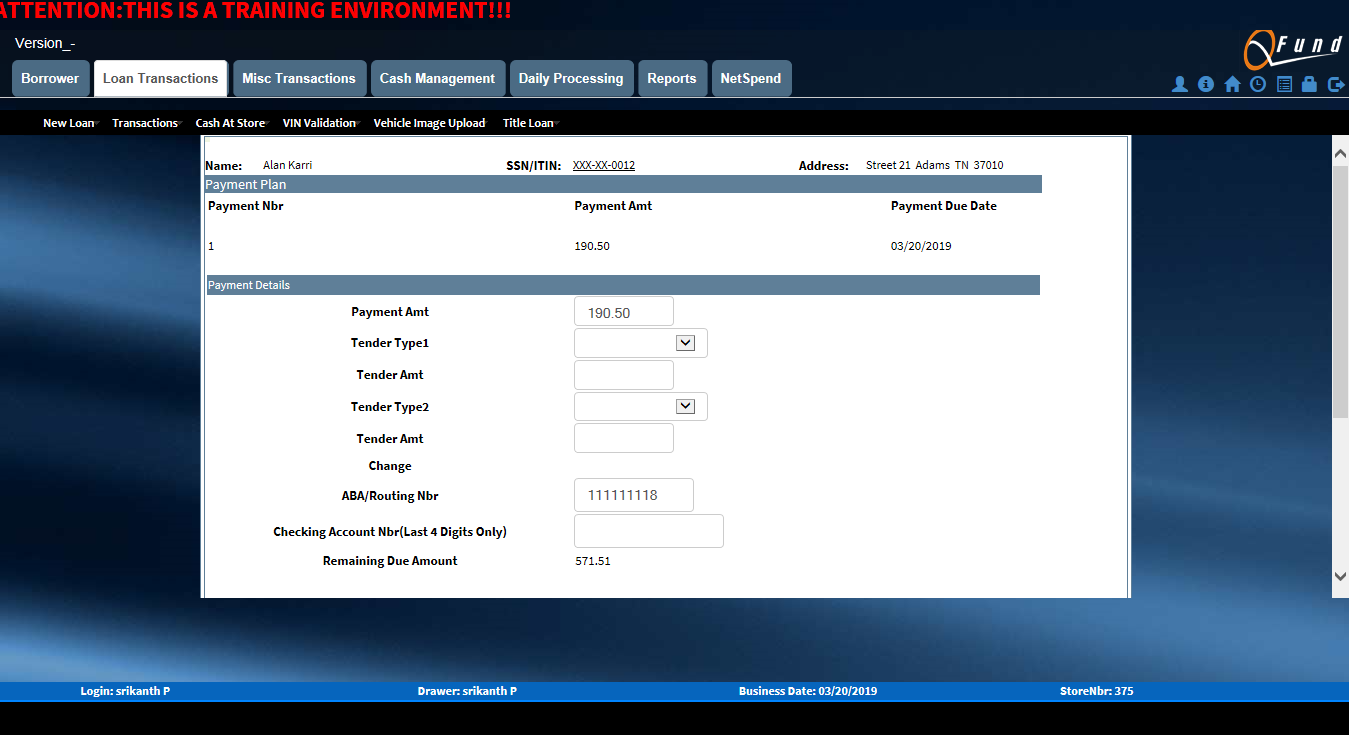 ATTENTION:THIS IS A TRAINING ENVIRONMENT!!!
Version_-
QFund
Borrower Loan Transactions Misc Transactions Cash Management Daily Processing Reports NetSpend
New Loan Transactions Cash At Store VIN Validation Vehicle Image Upload Title Loan
Name: Alan Karri SSN/ITIN: XXX-XX-0012 Address: Street 21 Adams TN 37010
Payment Plan
Payment Nbr Payment Amt Payment Due Date
1 190.50 03/20/2019
Payment Details
Payment Amt 190.50
Tender Type1
Tender Amt
Tender Type2
Tender Amt
Change
ABA/Routing Nbr 111111118
Checking Account Nbr(Last 4 Digits Only)
Remaining Due Amount 571.51
Login: srikanth P Drawer: srikanth P Business Date: 03/20/2019 StoreNbr: 375